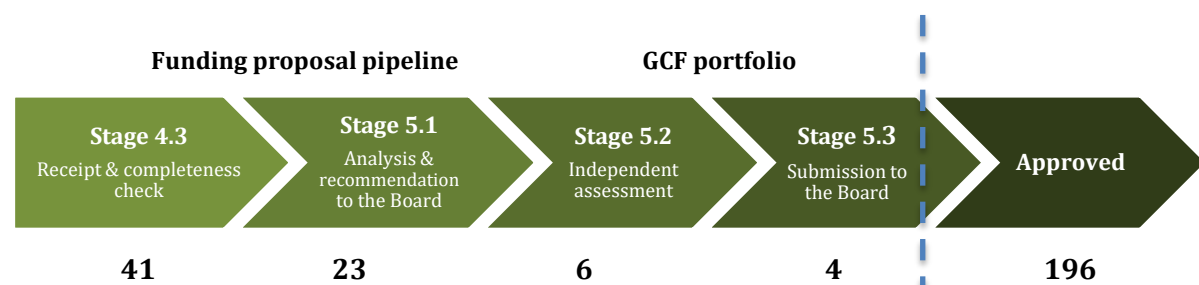 Funding proposal pipeline
GCF portfolio
Stage 4.3
Receipt & completeness
check
Stage 5.1
Analysis &
recommendation
to the Board
Stage 5.2
Independent
assessment
Stage 5.3
Submission to
the Board
Approved
41
23
6
4
196